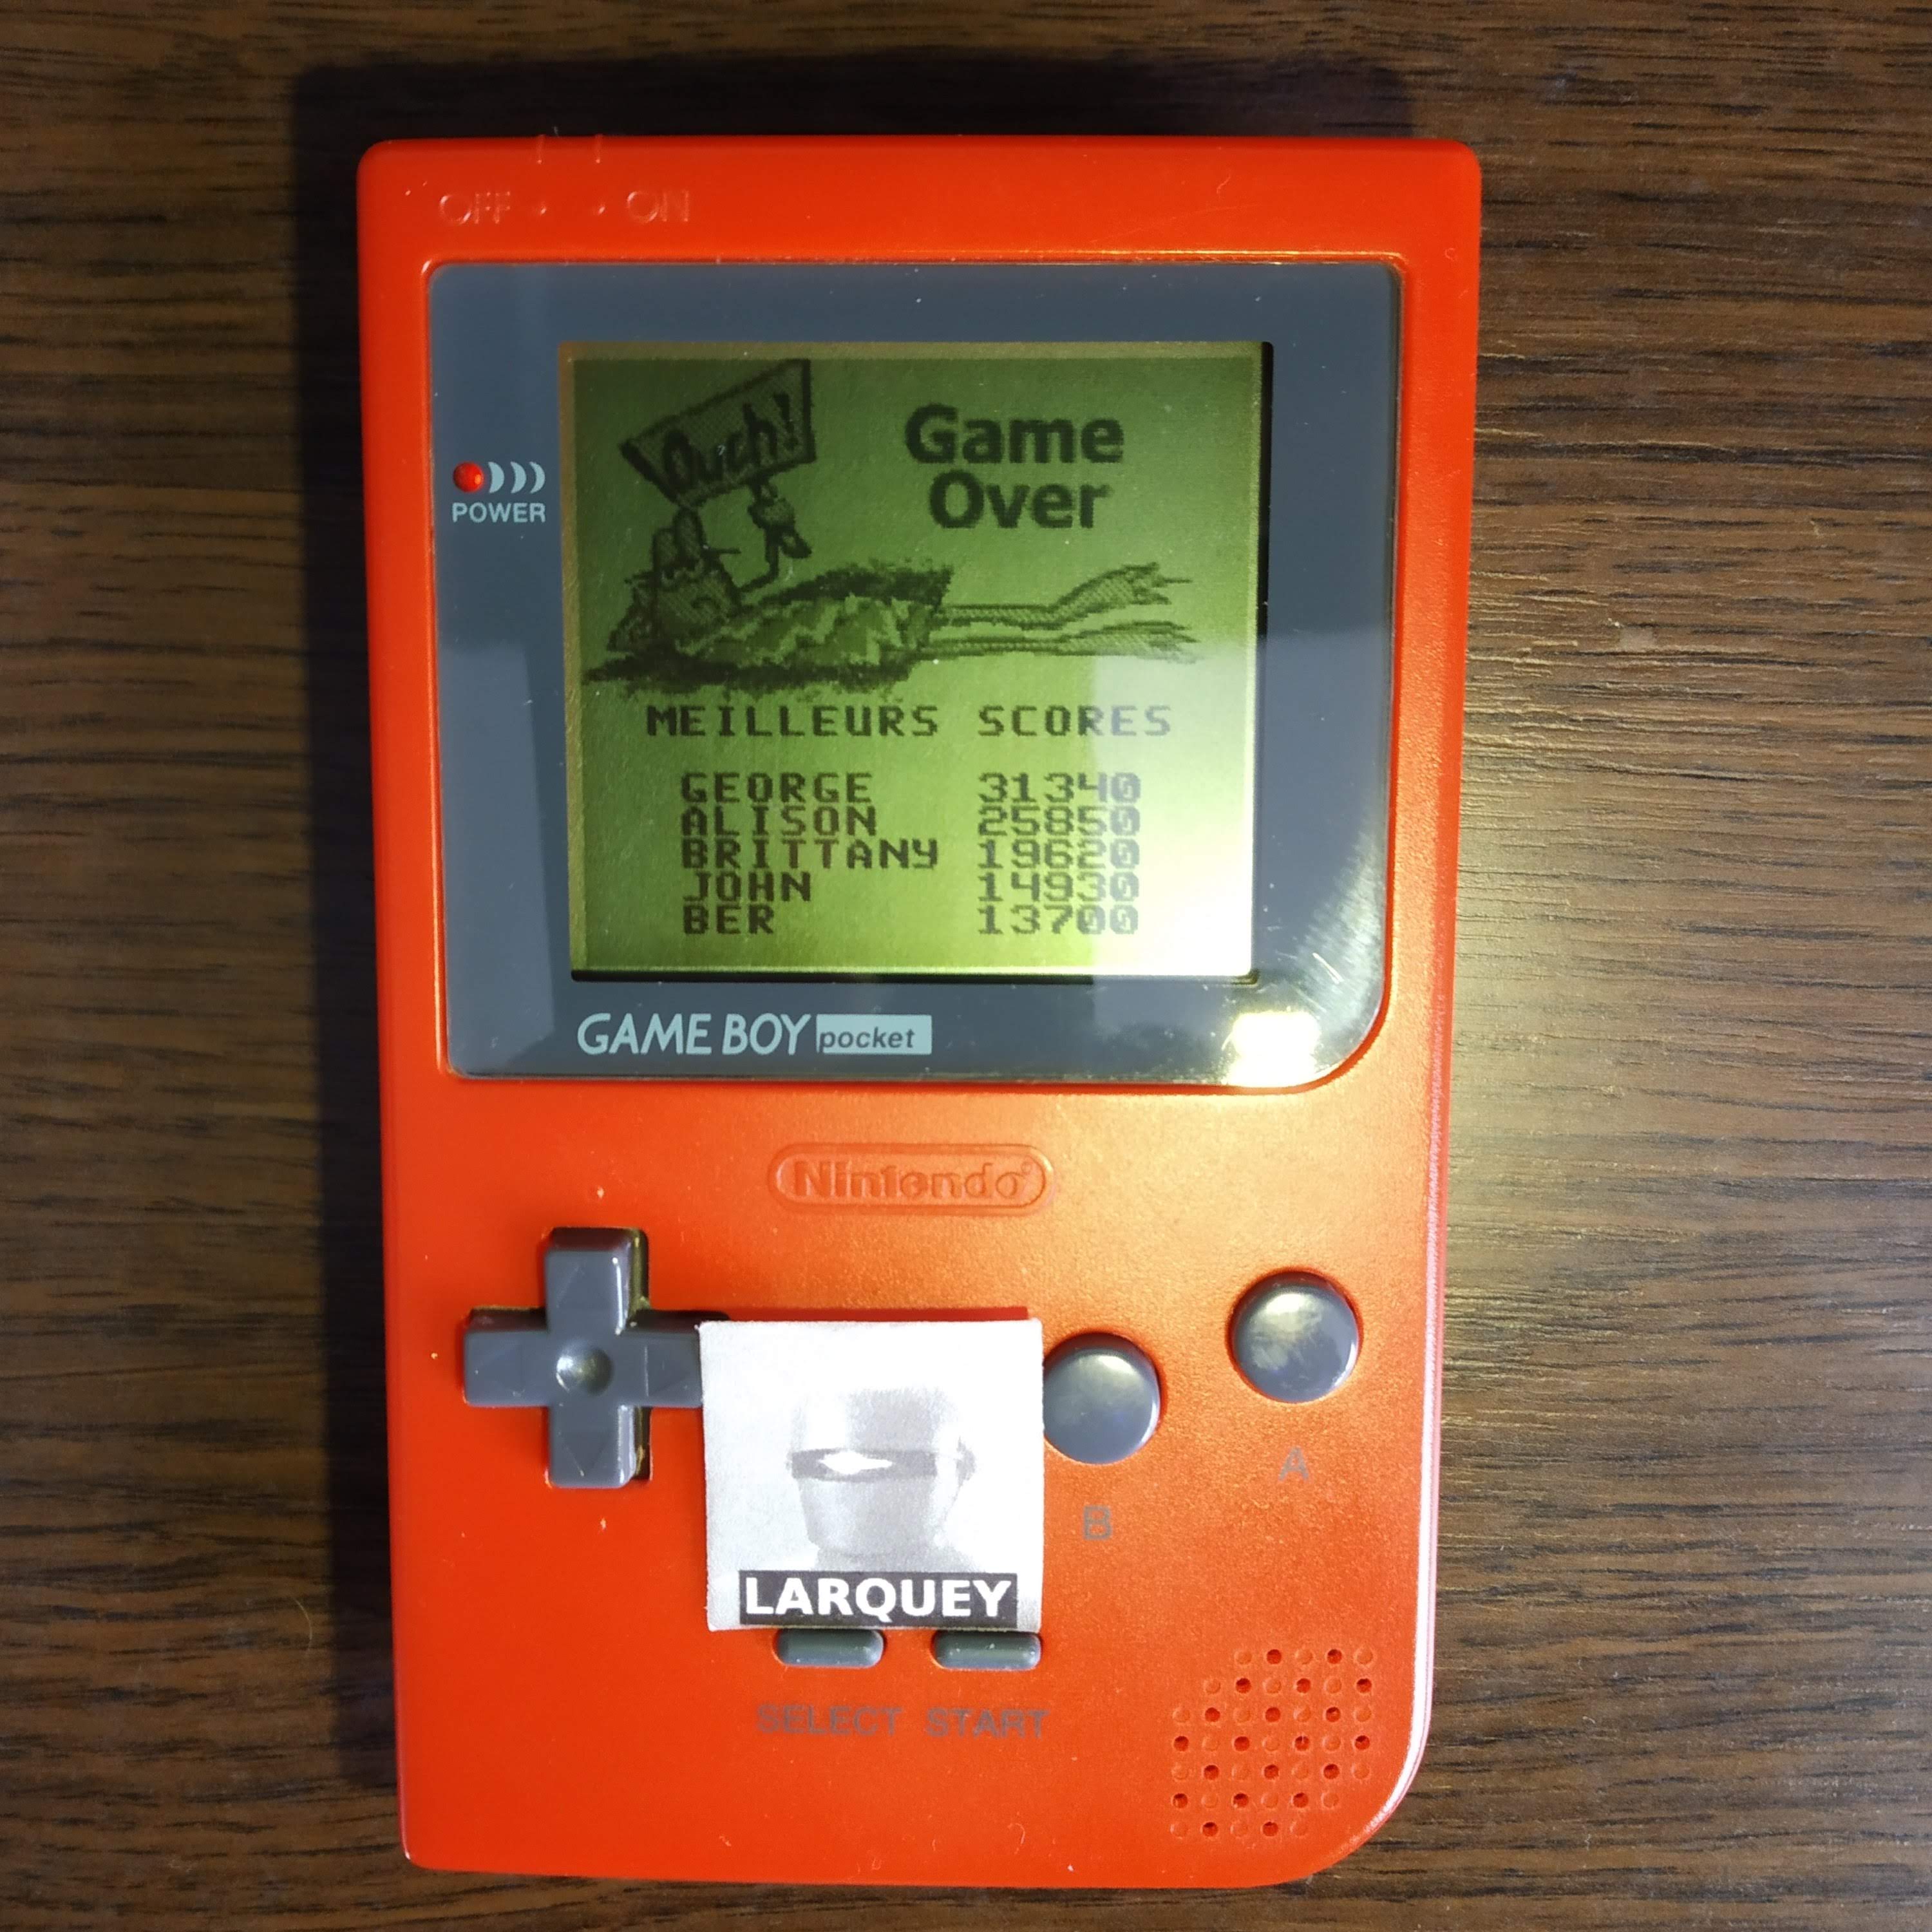 OFF ON
Ouch!
Game
Over
POWER
MEILLEURS SCORES
GEORGE 31340
ALISON 25850
BRITTANY 19620
JOHN 14930
BER 13700
GAME BOY pocket
Nintendo®
A
B
LARQUEY
SELECT START